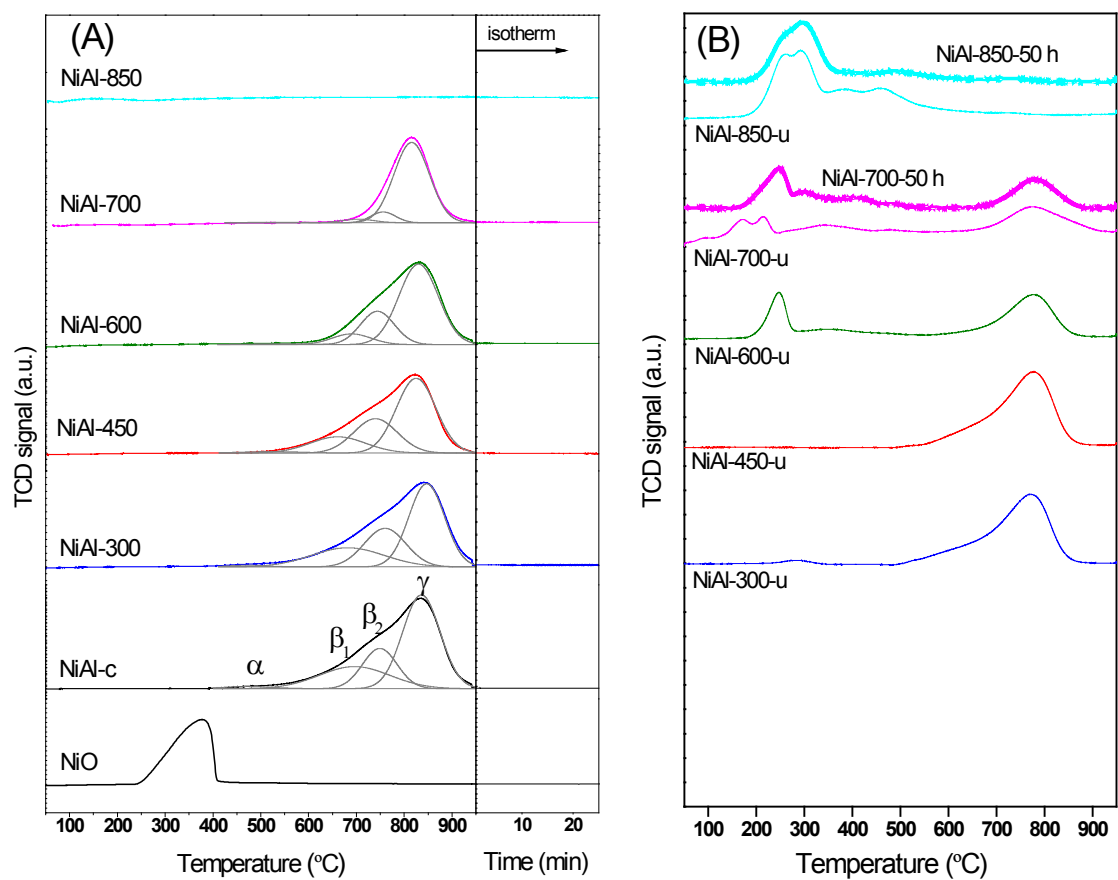 (A)
isotherm
NiAl-850
NiAl-700
NiAl-600
NiAl-450
NiAl-300
γ
β2
β1
α
NiAl-c
NiO
TCD signal (a.u.)
100 200 300 400 500 600 700 800 900 10 20
Temperature (ºC) Time (min)
(B)
NiAl-850-50 h
NiAl-850-u
NiAl-700-50 h
NiAl-700-u
NiAl-600-u
NiAl-450-u
NiAl-300-u
TCD signal (a.u.)
100 200 300 400 500 600 700 800 900
Temperature (ºC)